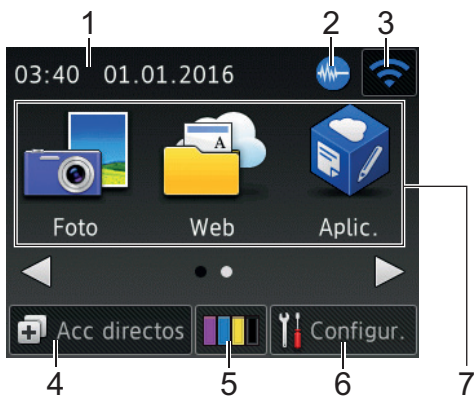 1 2 3
03:40 01.01.2016
A
Foto Web Aplic.
Acc directos Configur.
4 5 6 7